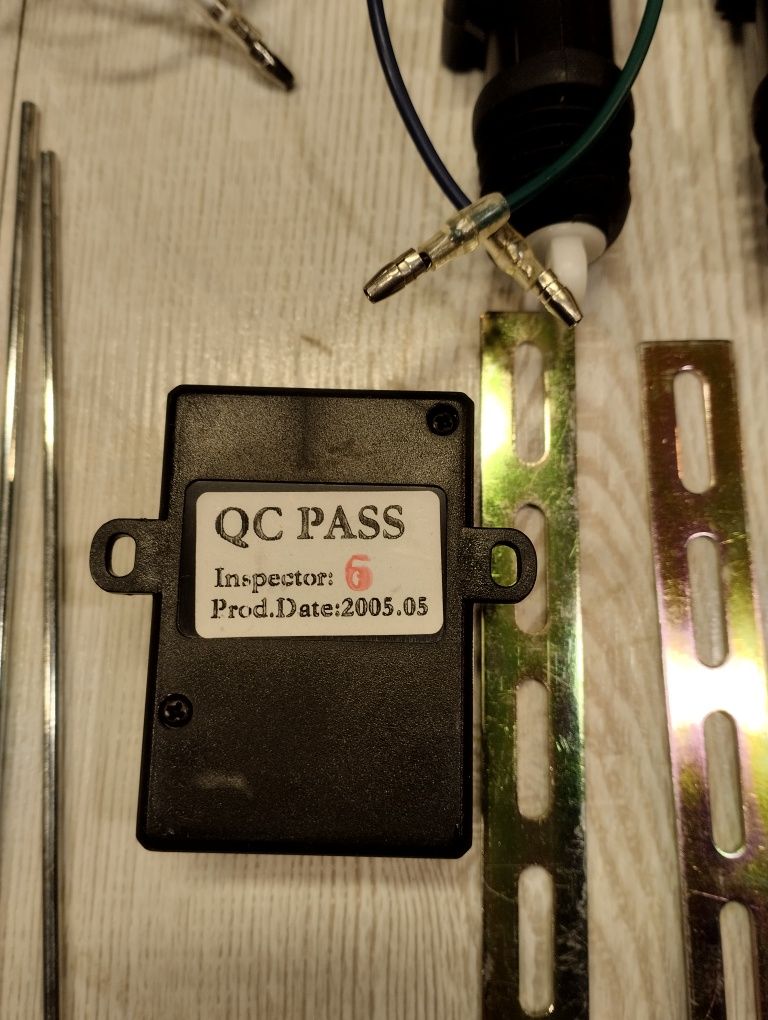 QC PASS
Inspector: 6
Prod.Date:2005.05